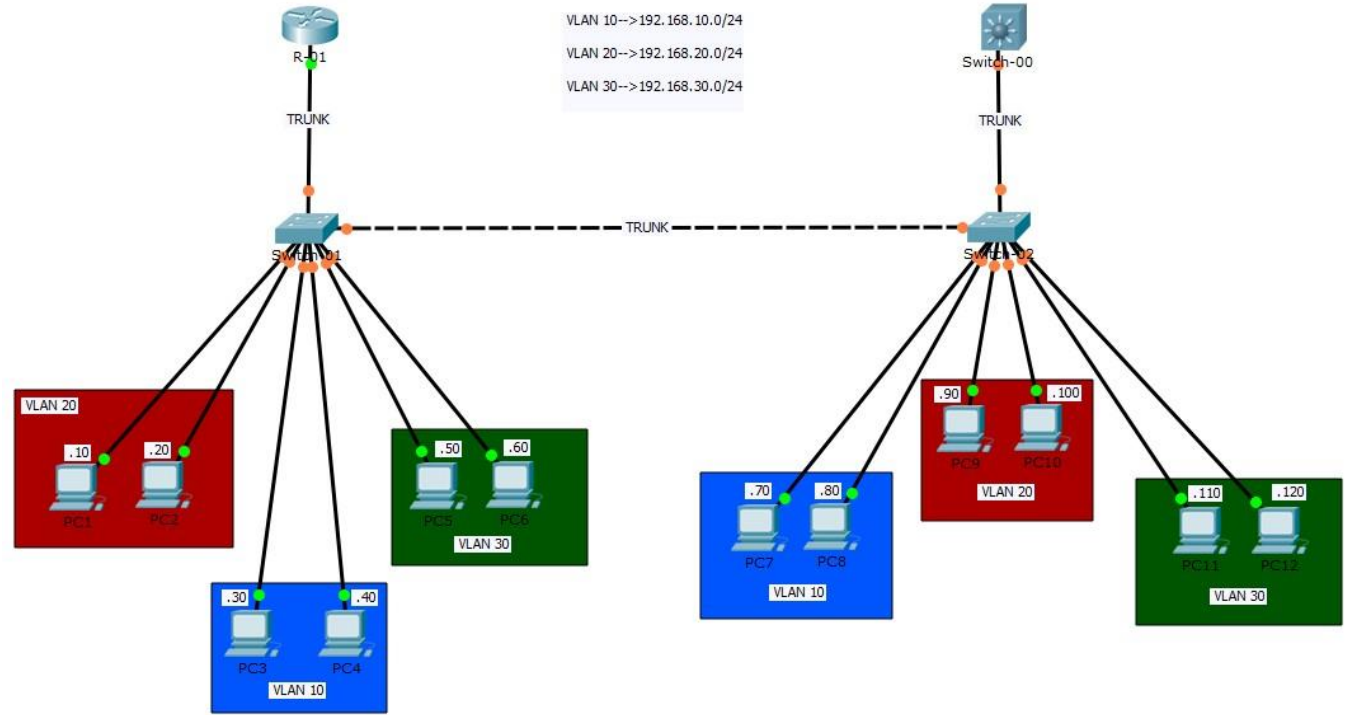 VLAN 10-->192.168.10.0/24
VLAN 20-->192.168.20.0/24
VLAN 30-->192.168.30.0/24
R-01
Switch-00
TRUNK
TRUNK
TRUNK
Switch-01
Switch-02
VLAN 20
.10
.20
PC1
PC2
.50
.60
PC5
PC6
VLAN 30
.30
.40
PC3
PC4
VLAN 10
.70
.80
PC7
PC8
VLAN 10
.90
.100
PC9
PC10
VLAN 20
.110
.120
PC11
PC12
VLAN 30